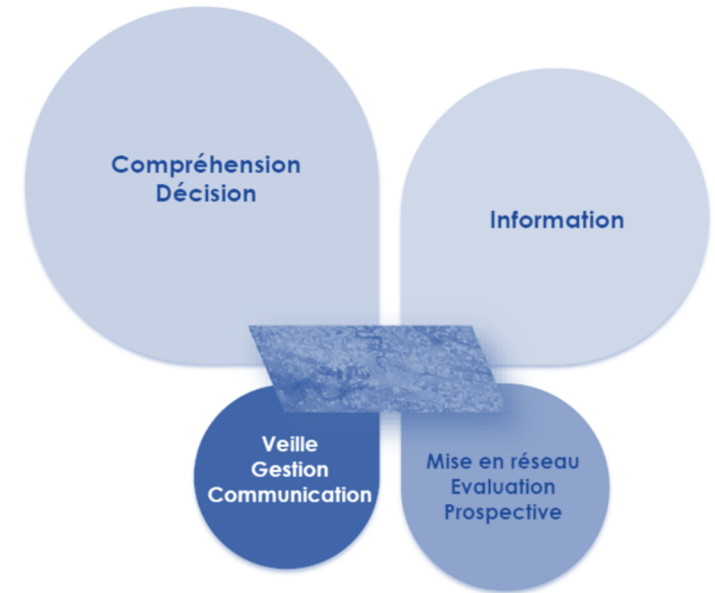 Compréhension
Décision
Information
Veille
Gestion
Communication
Mise en réseau
Evaluation
Prospective